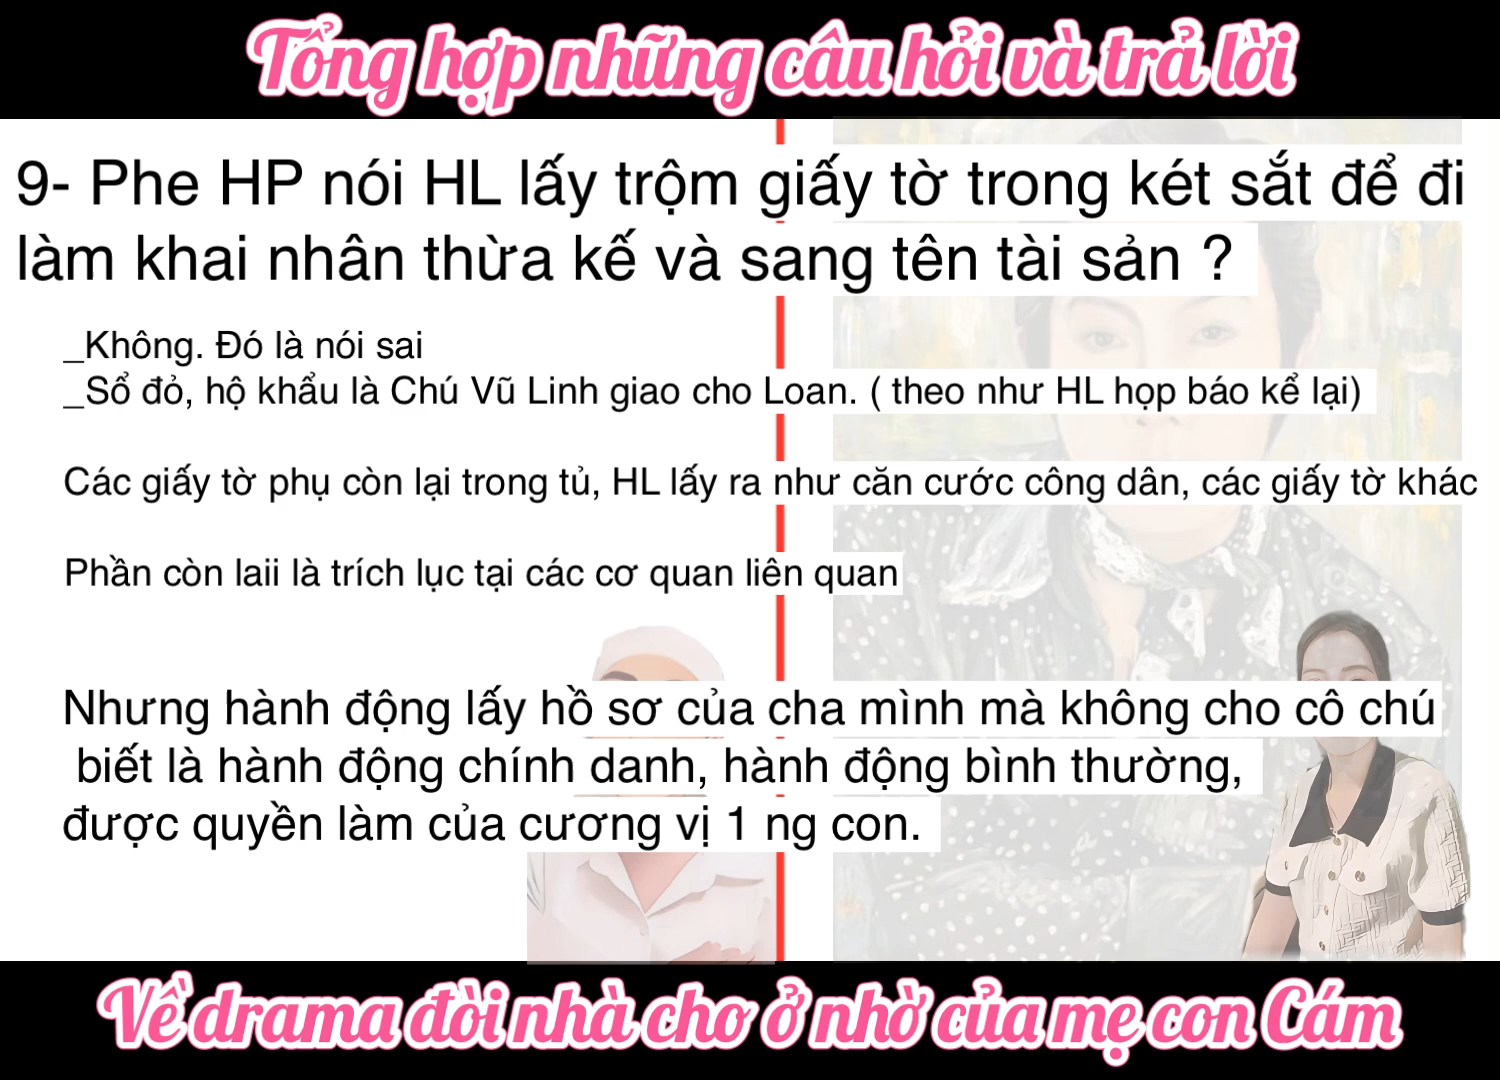 Tổng hợp những câu hỏi và trả lời
9- Phe HP nói HL lấy trộm giấy tờ trong két sắt để đi
làm khai nhân thừa kế và sang tên tài sản ?
_Không. Đó là nói sai
_Sổ đỏ, hộ khẩu là Chú Vũ Linh giao cho Loan. ( theo như HL họp báo kể lại)
Các giấy tờ phụ còn lại trong tủ, HL lấy ra như căn cước công dân, các giấy tờ khác
Phần còn laii là trích lục tại các cơ quan liên quan
Nhưng hành động lấy hồ sơ của cha mình mà không cho cô chú
biết là hành động chính danh, hành động bình thường,
được quyền làm của cương vị 1 ng con.
Về drama đòi nhà cho ở nhờ của mẹ con Cám